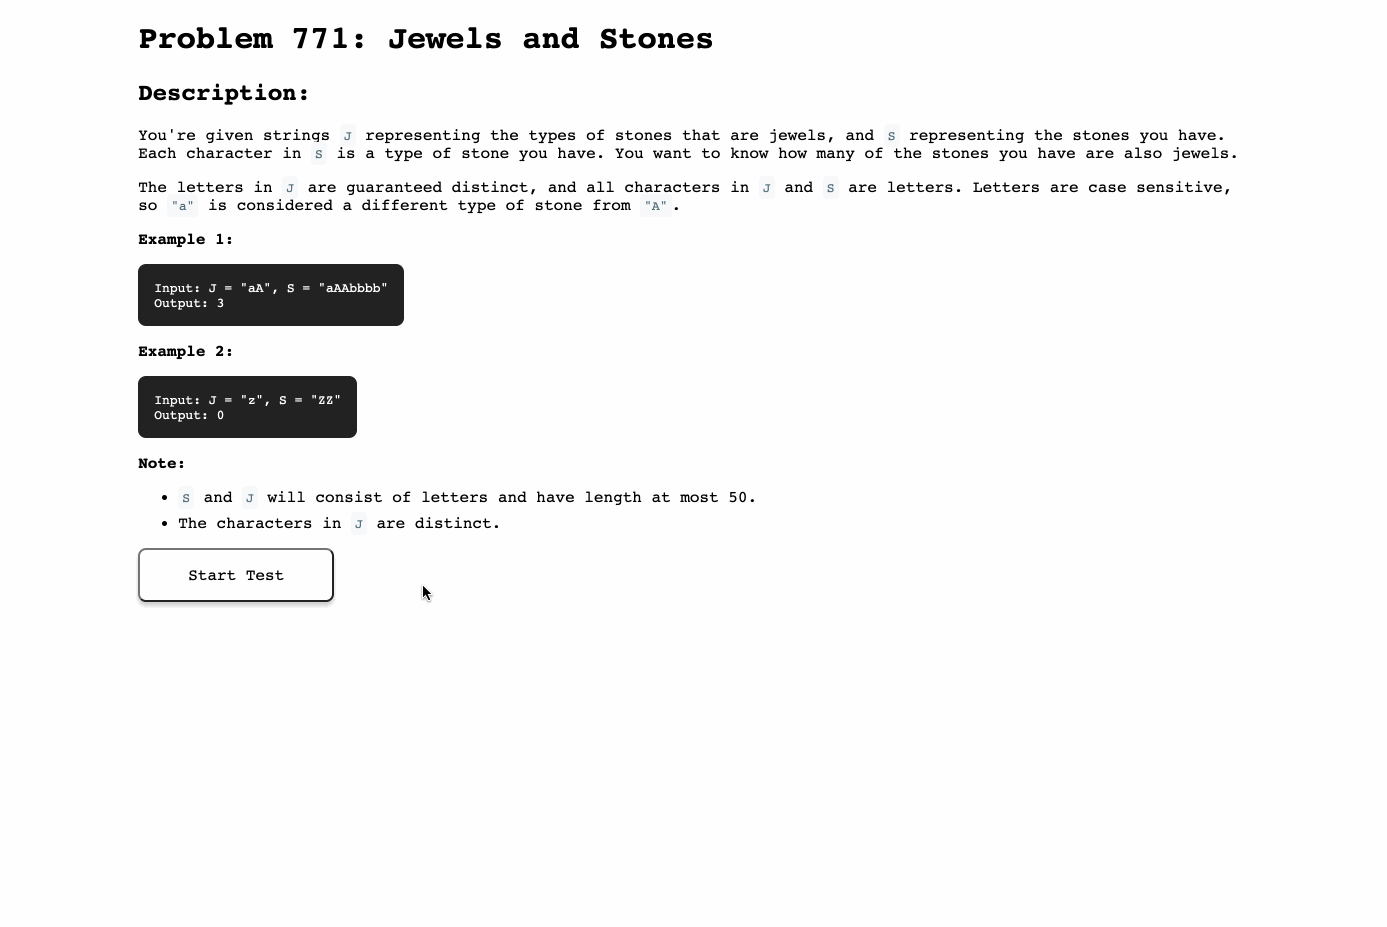 Problem 771: Jewels and Stones
Description:
You're given strings J representing the types of stones that are jewels, and S representing the stones you have.
Each character in S is a type of stone you have. You want to know how many of the stones you have are also jewels.
The letters in J are guaranteed distinct, and all characters in J and S are letters. Letters are case sensitive,
so "a" is considered a different type of stone from "A".
Example 1:
Input: J = "aA", S = "aAAbbbb"
Output: 3
Example 2:
Input: J = "z", S = "ZZ"
Output: 0
Note:
• S and J will consist of letters and have length at most 50.
• The characters in J are distinct.
Start Test